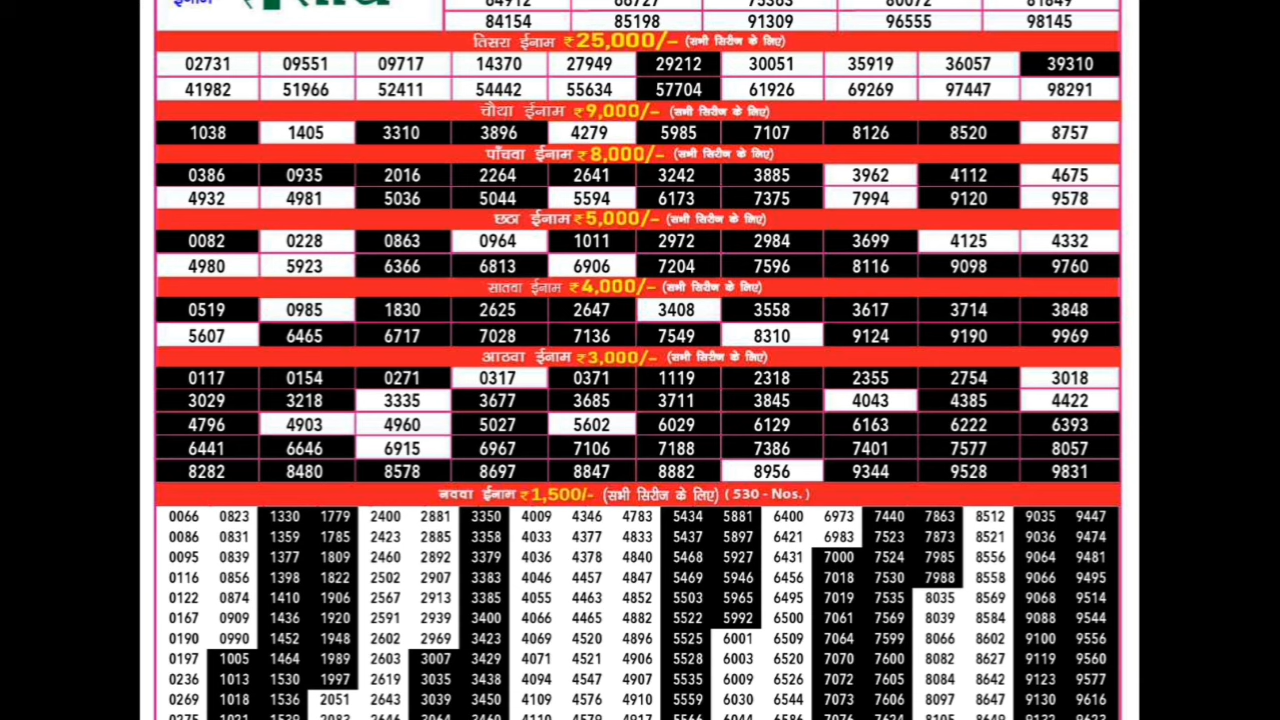 ईनाम ₹
84912 66727 75363 80072 81849
84154 85198 91309 96555 98145
तिसरा ईनाम ₹25,000/- (सभी सिरीज के लिए)
02731 09551 09717 14370 27949 29212 30051 35919 36057 39310
41982 51966 52411 54442 55634 57704 61926 69269 97447 98291
चौथा ईनाम ₹9,000/- (सभी सिरीज के लिए)
1038 1405 3310 3896 4279 5985 7107 8126 8520 8757
पाँचवा ईनाम ₹8,000/- (सभी सिरीज के लिए)
0386 0935 2016 2264 2641 3242 3885 3962 4112 4675
4932 4981 5036 5044 5594 6173 7375 7994 9120 9578
छठा ईनाम ₹5,000/- (सभी सिरीज के लिए)
0082 0228 0863 0964 1011 2972 2984 3699 4125 4332
4980 5923 6366 6813 6906 7204 7596 8116 9098 9760
सातवा ईनाम ₹4,000/- (सभी सिरीज के लिए)
0519 0985 1830 2625 2647 3408 3558 3617 3714 3848
5607 6465 6717 7028 7136 7549 8310 9124 9190 9969
आठवा ईनाम ₹3,000/- (सभी सिरीज के लिए)
0117 0154 0271 0317 0371 1119 2318 2355 2754 3018
3029 3218 3335 3677 3685 3711 3845 4043 4385 4422
4796 4903 4960 5027 5602 6029 6129 6163 6222 6393
6441 6646 6915 6967 7106 7188 7386 7401 7577 8057
8282 8480 8578 8697 8847 8882 8956 9344 9528 9831
नववा ईनाम ₹1,500/- (सभी सिरीज के लिए) (530 - Nos.)
0066 0823 1330 1779 2400 2881 3350 4009 4346 4783 5434 5881 6400 6973 7440 7863 8512 9035 9447
0086 0831 1359 1785 2423 2885 3358 4033 4377 4833 5437 5897 6421 6983 7523 7873 8521 9036 9474
0095 0839 1377 1809 2460 2892 3379 4036 4378 4840 5468 5927 6431 7000 7524 7985 8556 9064 9481
0116 0856 1398 1822 2502 2907 3383 4046 4457 4847 5469 5946 6456 7018 7530 7988 8558 9066 9495
0122 0874 1410 1906 2567 2913 3385 4055 4463 4852 5503 5965 6495 7019 7535 8035 8569 9068 9514
0167 0909 1436 1920 2591 2939 3400 4066 4465 4882 5522 5992 6500 7061 7569 8039 8584 9088 9544
0190 0990 1452 1948 2602 2969 3423 4069 4520 4896 5525 6001 6509 7064 7599 8066 8602 9100 9556
0197 1005 1464 1989 2603 3007 3429 4071 4521 4906 5528 6003 6520 7070 7600 8082 8627 9119 9560
0236 1013 1530 1997 2619 3035 3438 4094 4547 4907 5535 6009 6526 7072 7605 8084 8642 9123 9577
0269 1018 1536 2051 2643 3039 3450 4109 4576 4910 5559 6030 6544 7073 7606 8097 8647 9130 9616